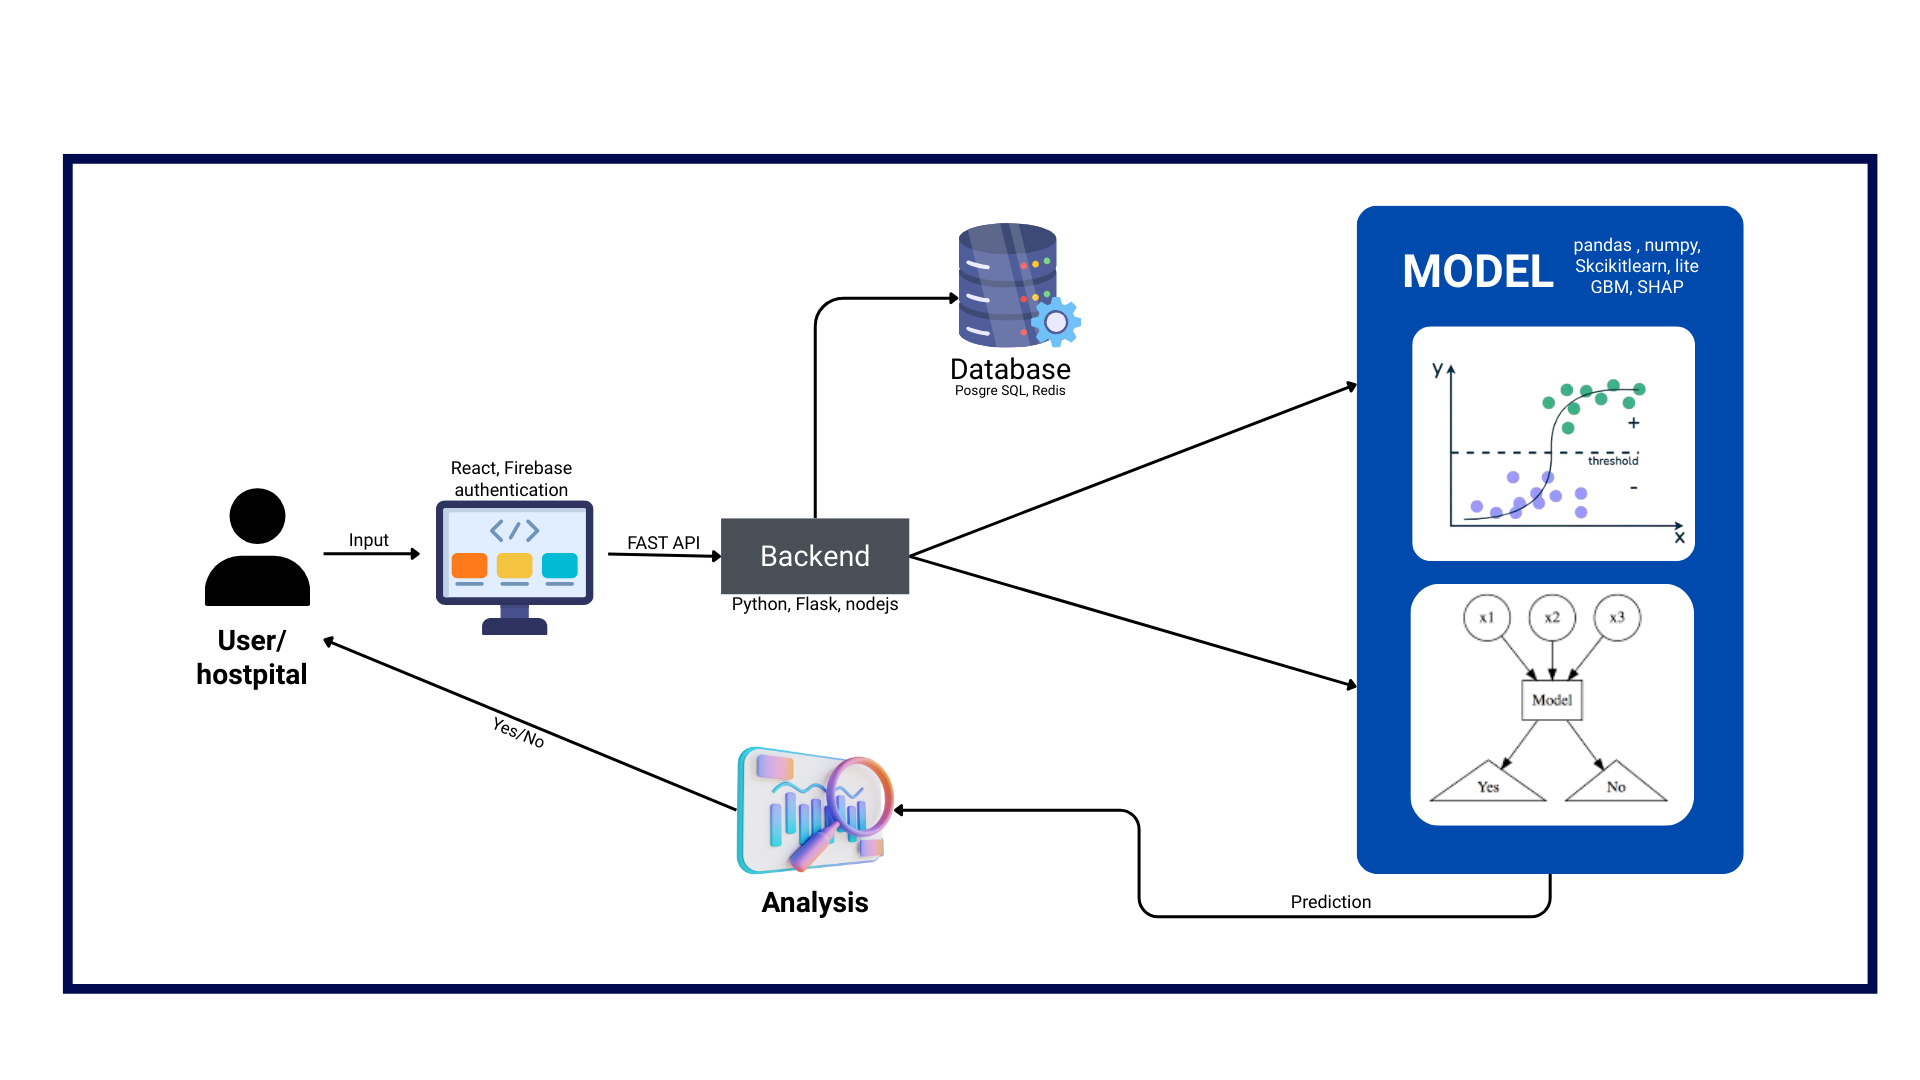 MODEL
pandas , numpy,
Skcikitlearn, lite
GBM, SHAP
y
+
threshold
-
x
Database
Posgre SQL, Redis
React, Firebase
authentication
</>
Input
FAST API
Backend
Python, Flask, nodejs
User/
hostpital
x1
x2
x3
Model
Yes
No
Yes/No
Analysis
Prediction